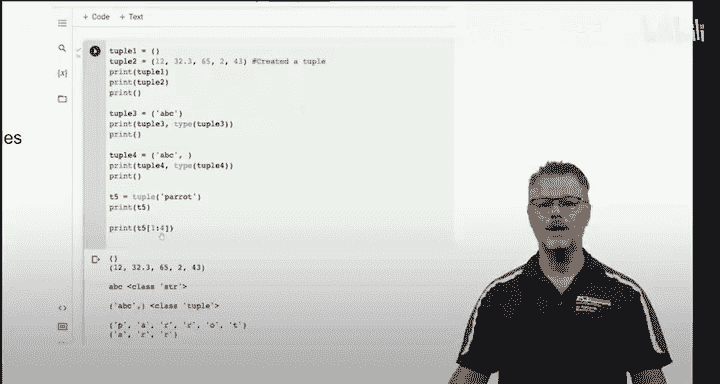 + Code + Text
es
tuple1 = ()
tuple2 = (12, 32.3, 65, 2, 43) #Created a tuple
print(tuple1)
print(tuple2)
print()
tuple3 = ('abc')
print(tuple3, type(tuple3))
print()
tuple4 = ('abc', )
print(tuple4, type(tuple4))
print()
t5 = tuple('parrot')
print(t5)
print(t5[1:4])
()
(12, 32.3, 65, 2, 43)
abc <class 'str'>
('abc',) <class 'tuple'>
('p', 'a', 'r', 'r', 'o', 't')
('a', 'r', 'r')